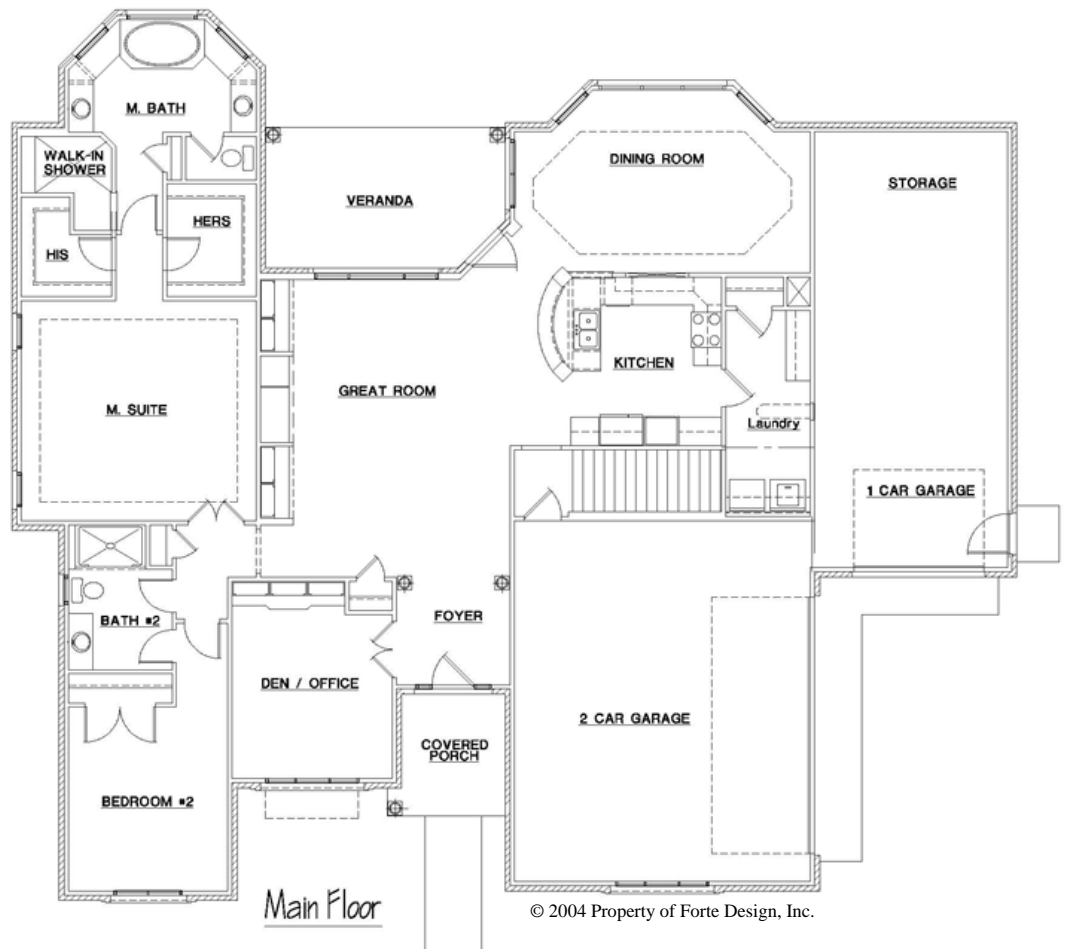 M. BATH
WALK-IN
SHOWER
HIS
HERS
VERANDA
DINING ROOM
STORAGE
M. SUITE
GREAT ROOM
KITCHEN
Laundry
1 CAR GARAGE
BATH #2
FOYER
DEN / OFFICE
2 CAR GARAGE
COVERED
PORCH
BEDROOM #2
Main Floor
© 2004 Property of Forte Design, Inc.